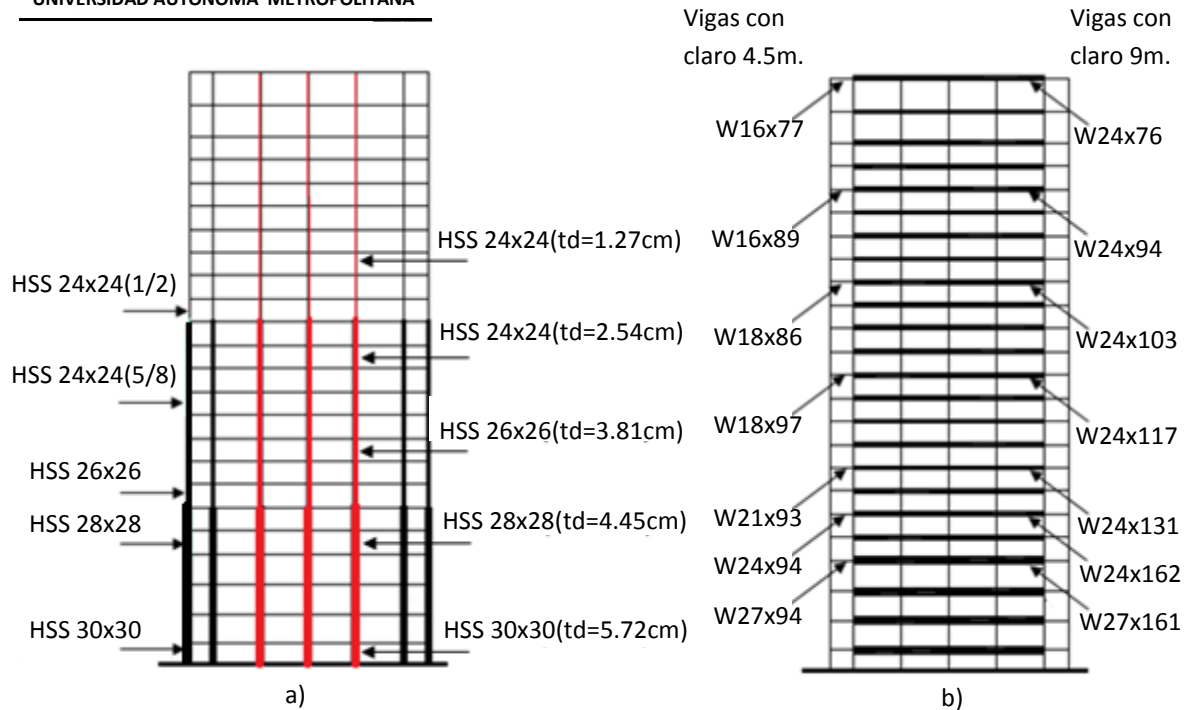 UNIVERSIDAD AUTÓNOMA METROPOLITANA
Vigas con
claro 4.5m.
Vigas con
claro 9m.
HSS 24x24(1/2)
HSS 24x24(5/8)
HSS 26x26
HSS 28x28
HSS 30x30
HSS 24x24(td=1.27cm)
HSS 24x24(td=2.54cm)
HSS 26x26(td=3.81cm)
HSS 28x28(td=4.45cm)
HSS 30x30(td=5.72cm)
a)
W16x77
W16x89
W18x86
W18x97
W21x93
W24x94
W27x94
W24x76
W24x94
W24x103
W24x117
W24x131
W24x162
W27x161
b)